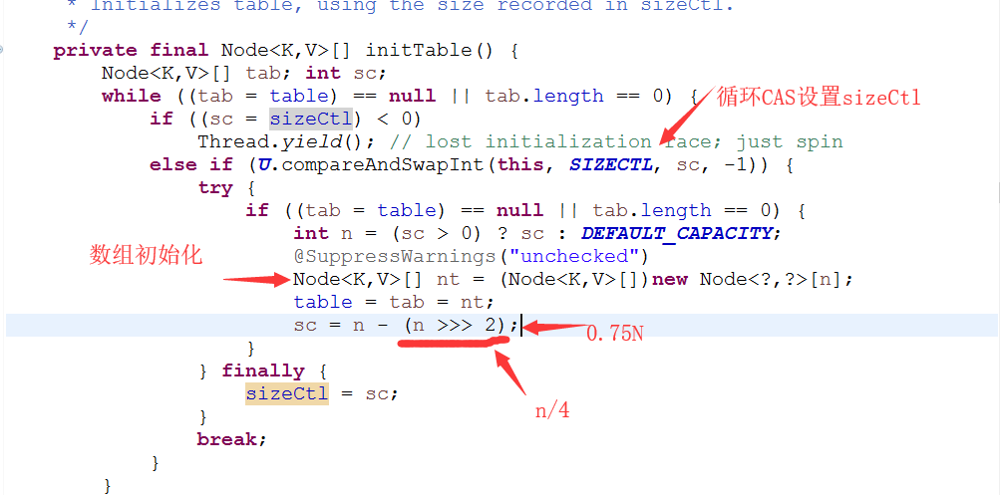 * Initializes table, using the size recorded in sizeCtl.
*/
private final Node<K,V>[] initTable() {
Node<K,V>[] tab; int sc;
while ((tab = table) == null || tab.length == 0) {
循环CAS设置sizeCtl
if ((sc = sizeCtl) < 0)
Thread.yield(); // lost initialization race; just spin
else if (U.compareAndSwapInt(this, SIZECTL, sc, -1)) {
try {
if ((tab = table) == null || tab.length == 0) {
int n = (sc > 0) ? sc : DEFAULT_CAPACITY;
数组初始化
@SuppressWarnings("unchecked")
Node<K,V>[] nt = (Node<K,V>[])new Node<?,?>[n];
table = tab = nt;
sc = n - (n >>> 2);
0.75N
}
} finally {
sizeCtl = sc;
n/4
}
break;
}
}